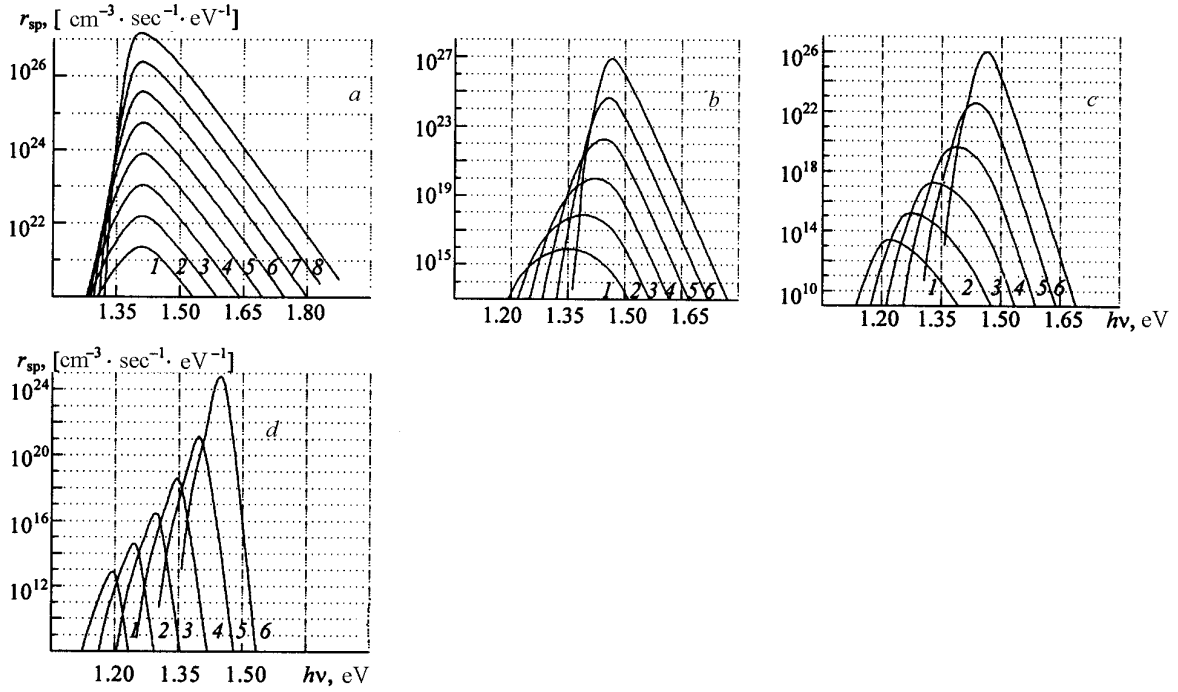 r_sp, [ cm⁻³ · sec⁻¹ · eV⁻¹]
10²⁶
10²⁴
10²²
a
1 2 3 4 5 6 7 8
1.35 1.50 1.65 1.80
10²⁷
10²³
10¹⁹
10¹⁵
b
1 2 3 4 5 6
1.20 1.35 1.50 1.65
10²⁶
10²²
10¹⁸
10¹⁴
10¹⁰
c
1 2 3 4 5 6
1.20 1.35 1.50 1.65 hν, eV
r_sp, [cm⁻³ · sec⁻¹ · eV⁻¹]
10²⁴
10²⁰
10¹⁶
10¹²
d
1 2 3 4 5 6
1.20 1.35 1.50 hν, eV